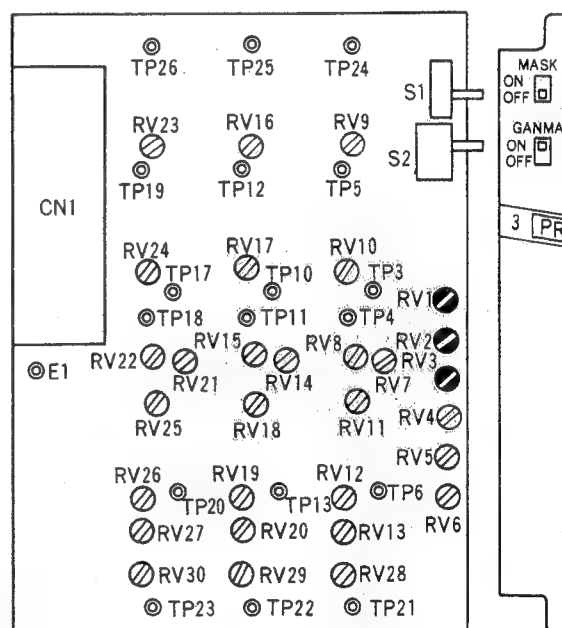 TP26 TP25 TP24
MASK
ON
OFF
S1
RV23 RV16 RV9
GANMA
ON
OFF
S2
TP19 TP12 TP5
CN1
3 PR
RV24 RV17 RV10
TP17 TP10 TP3
RV1
TP18 TP11 TP4
RV2
RV22 RV15 RV8 RV3
E1 RV21 RV14 RV7
RV25 RV18 RV11 RV4
RV5
RV26 RV19 RV12
TP20 TP13 TP6
RV6
RV27 RV20 RV13
RV30 RV29 RV28
TP23 TP22 TP21